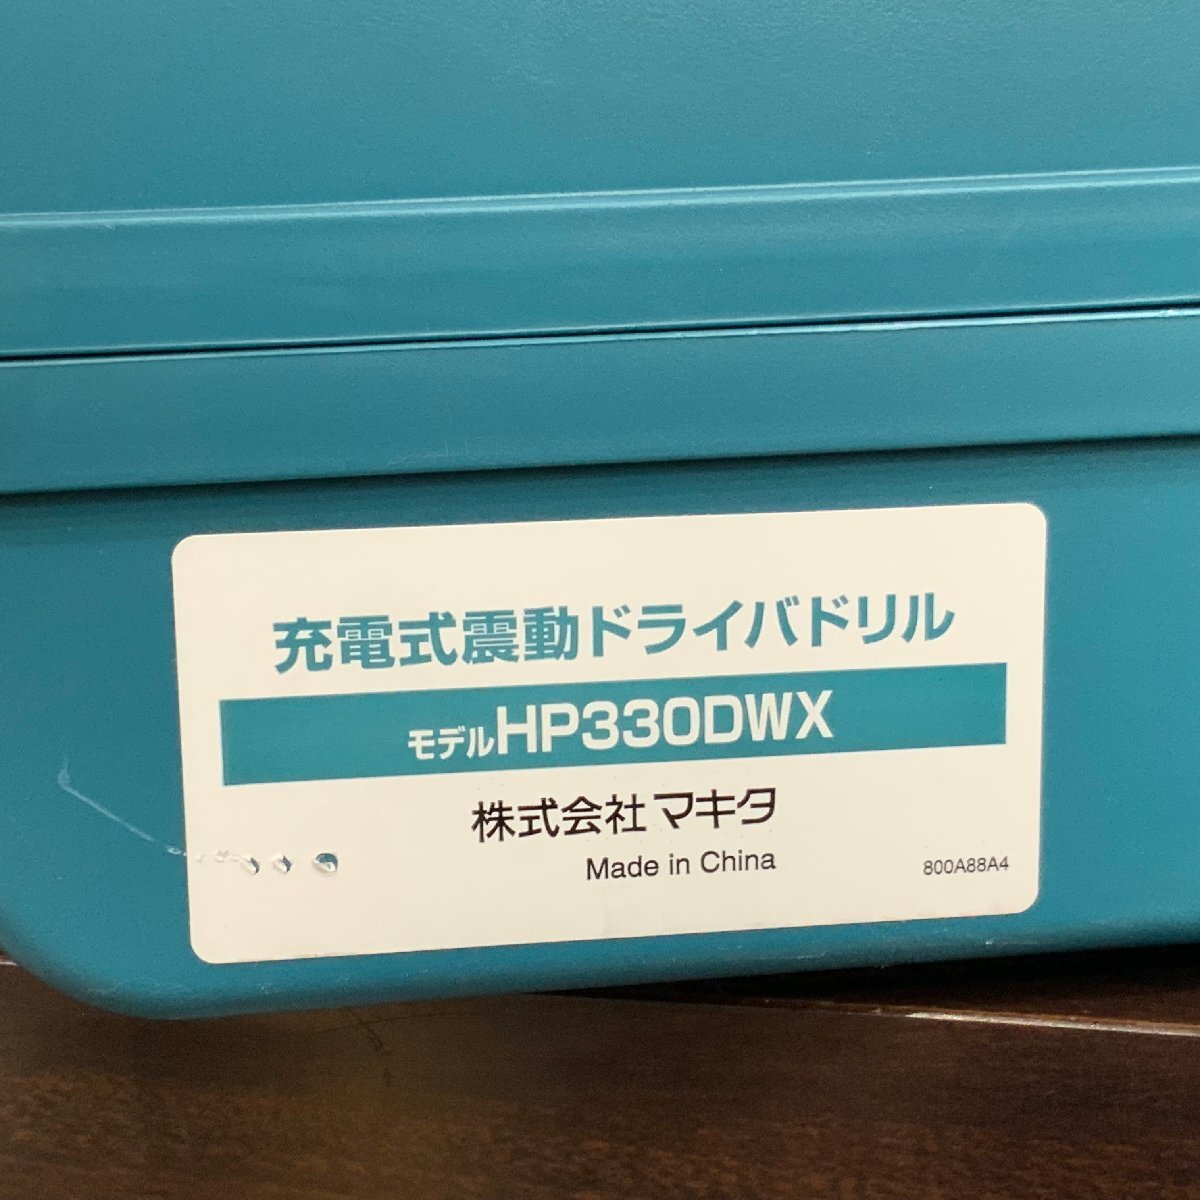 充電式震動ドライバドリル
モデルHP330DWX
株式会社マキタ
Made in China
800A88A4